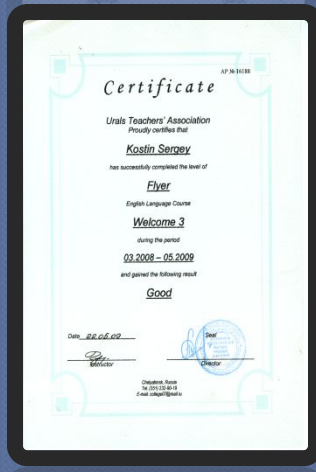 АР № 16188
Certificate
Urals Teachers' Association
Proudly certifies that
Kostin Sergey
has successfully completed the level of
Flyer
English Language Course
Welcome 3
during the period
03.2008 – 05.2009
and gained the following result
Good
Date 22.05.09
Seal
Instructor
Director
Chelyabinsk, Russia